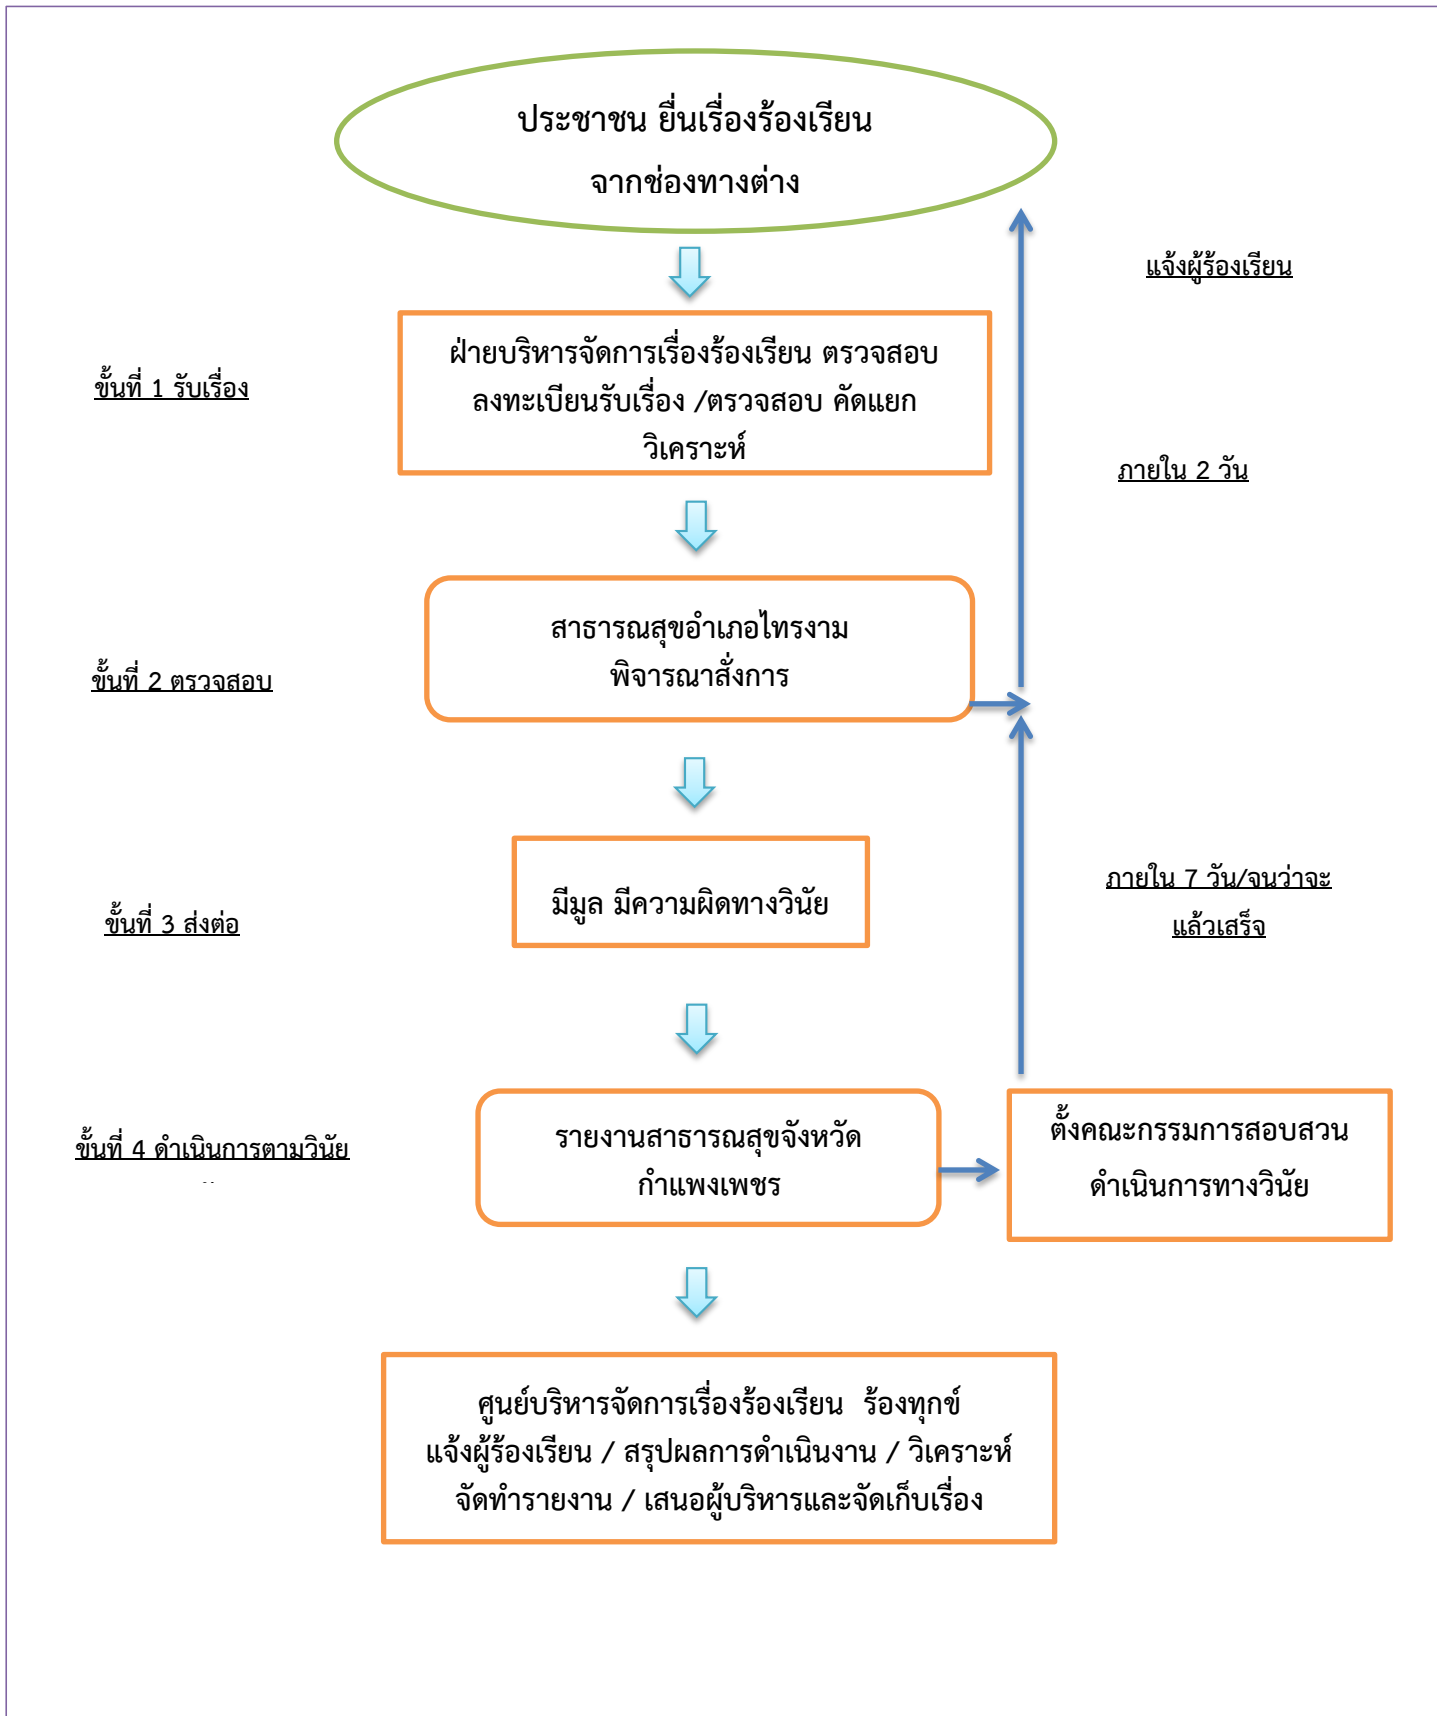 ประชาชน ยื่นเรื่องร้องเรียน
จากช่องทางต่าง
แจ้งผู้ร้องเรียน
ขั้นที่ 1 รับเรื่อง
ฝ่ายบริหารจัดการเรื่องร้องเรียน ตรวจสอบ
ลงทะเบียนรับเรื่อง /ตรวจสอบ คัดแยก
วิเคราะห์
ภายใน 2 วัน
ขั้นที่ 2 ตรวจสอบ
สาธารณสุขอำเภอไทรงาม
พิจารณาสั่งการ
ขั้นที่ 3 ส่งต่อ
มีมูล มีความผิดทางวินัย
ภายใน 7 วัน/จนว่าจะ
แล้วเสร็จ
ขั้นที่ 4 ดำเนินการตามวินัย
รายงานสาธารณสุขจังหวัด
กำแพงเพชร
ตั้งคณะกรรมการสอบสวน
ดำเนินการทางวินัย
ศูนย์บริหารจัดการเรื่องร้องเรียน ร้องทุกข์
แจ้งผู้ร้องเรียน / สรุปผลการดำเนินงาน / วิเคราะห์
จัดทำรายงาน / เสนอผู้บริหารและจัดเก็บเรื่อง